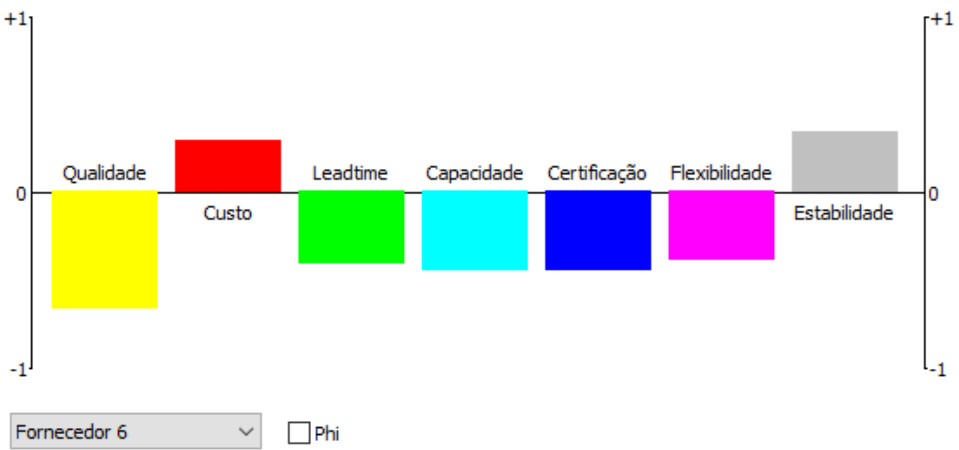 +1 +1
Qualidade Leadtime Capacidade Certificação Flexibilidade
0 0
Custo Estabilidade
-1 -1
Fornecedor 6 Phi